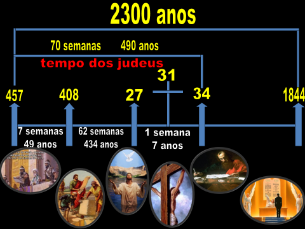 2300 anos
70 semanas 490 anos
tempo dos judeus
31
457 408 27 34 1844
7 semanas 62 semanas 1 semana
49 anos 434 anos 7 anos